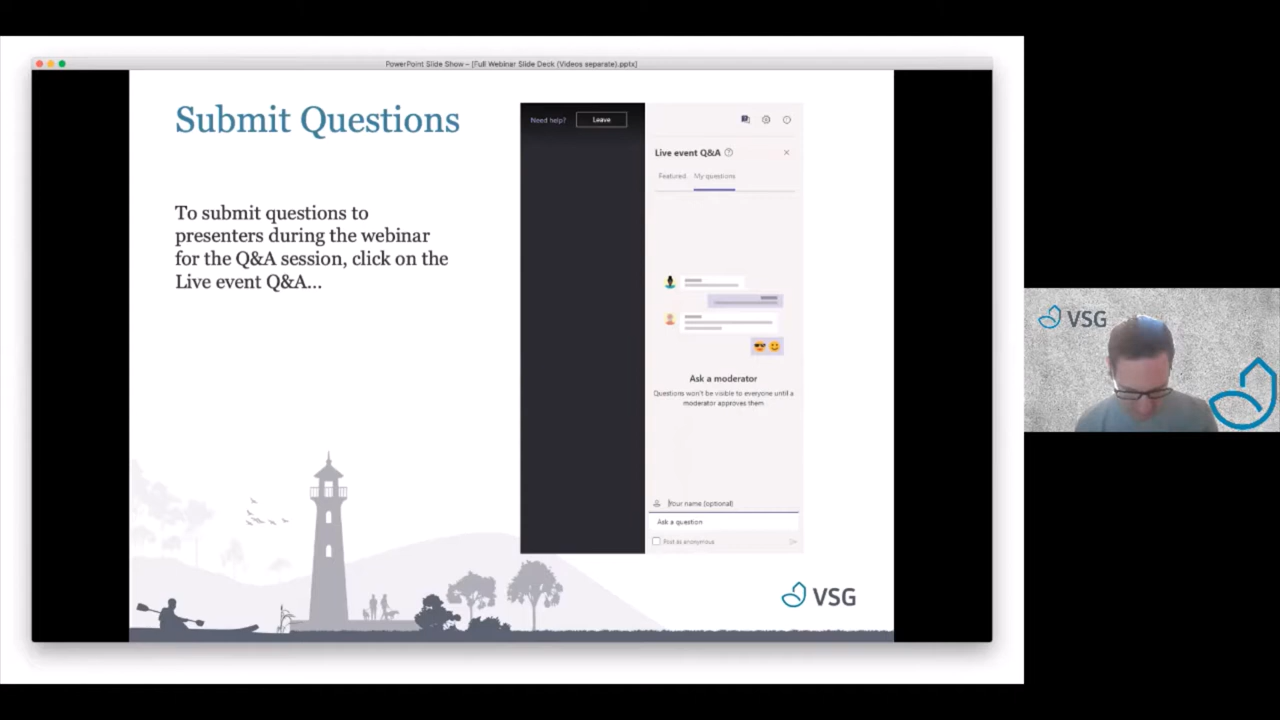 PowerPoint Slide Show – [Full Webinar Slide Deck (Videos separate).pptx]
Submit Questions
To submit questions to
presenters during the webinar
for the Q&A session, click on the
Live event Q&A...
Need help?
Leave
Live event Q&A
Featured
My questions
Ask a moderator
Questions won't be visible to everyone until a
moderator approves them
Your name (optional)
Ask a question
Post as anonymous
VSG
VSG